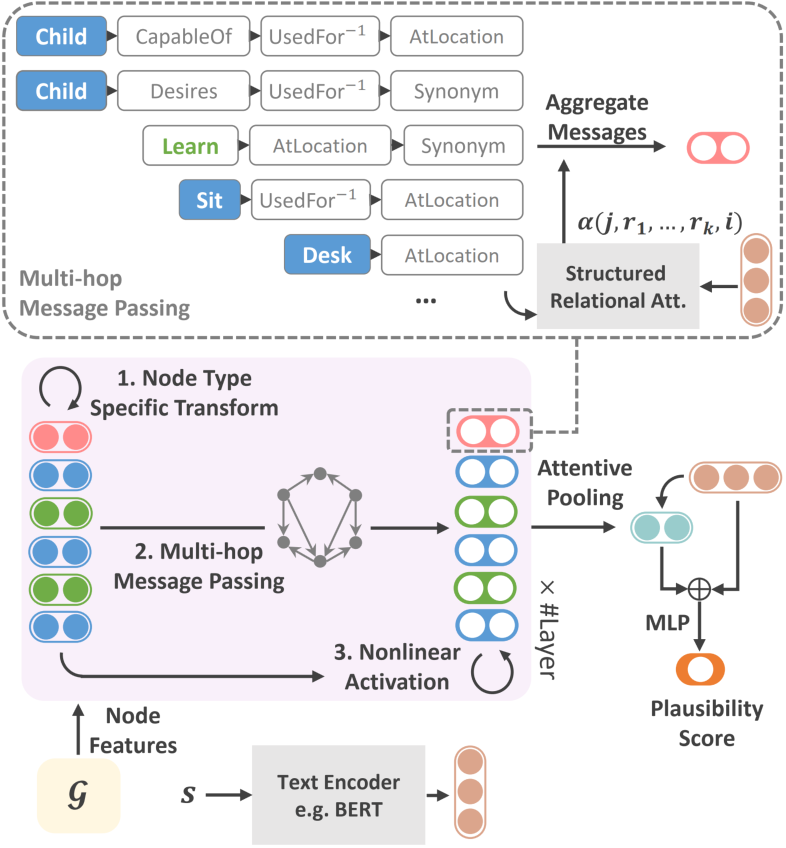 Child CapableOf UsedFor⁻¹ AtLocation
Child Desires UsedFor⁻¹ Synonym
Learn AtLocation Synonym
Sit UsedFor⁻¹ AtLocation
Desk AtLocation
...
Aggregate
Messages
α(j, r₁, ..., rₖ, i)
Structured
Relational Att.
Multi-hop
Message Passing
1. Node Type
Specific Transform
2. Multi-hop
Message Passing
3. Nonlinear
Activation
× #Layer
Attentive
Pooling
MLP
Plausibility
Score
Node
Features
𝒢
s
Text Encoder
e.g. BERT